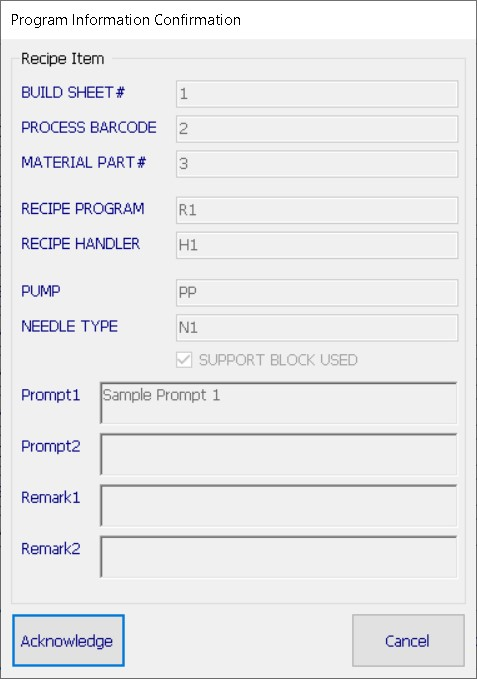 Program Information Confirmation
Recipe Item
BUILD SHEET# 1
PROCESS BARCODE 2
MATERIAL PART# 3
RECIPE PROGRAM R1
RECIPE HANDLER H1
PUMP PP
NEEDLE TYPE N1
SUPPORT BLOCK USED
Prompt1 Sample Prompt 1
Prompt2
Remark1
Remark2
Acknowledge Cancel